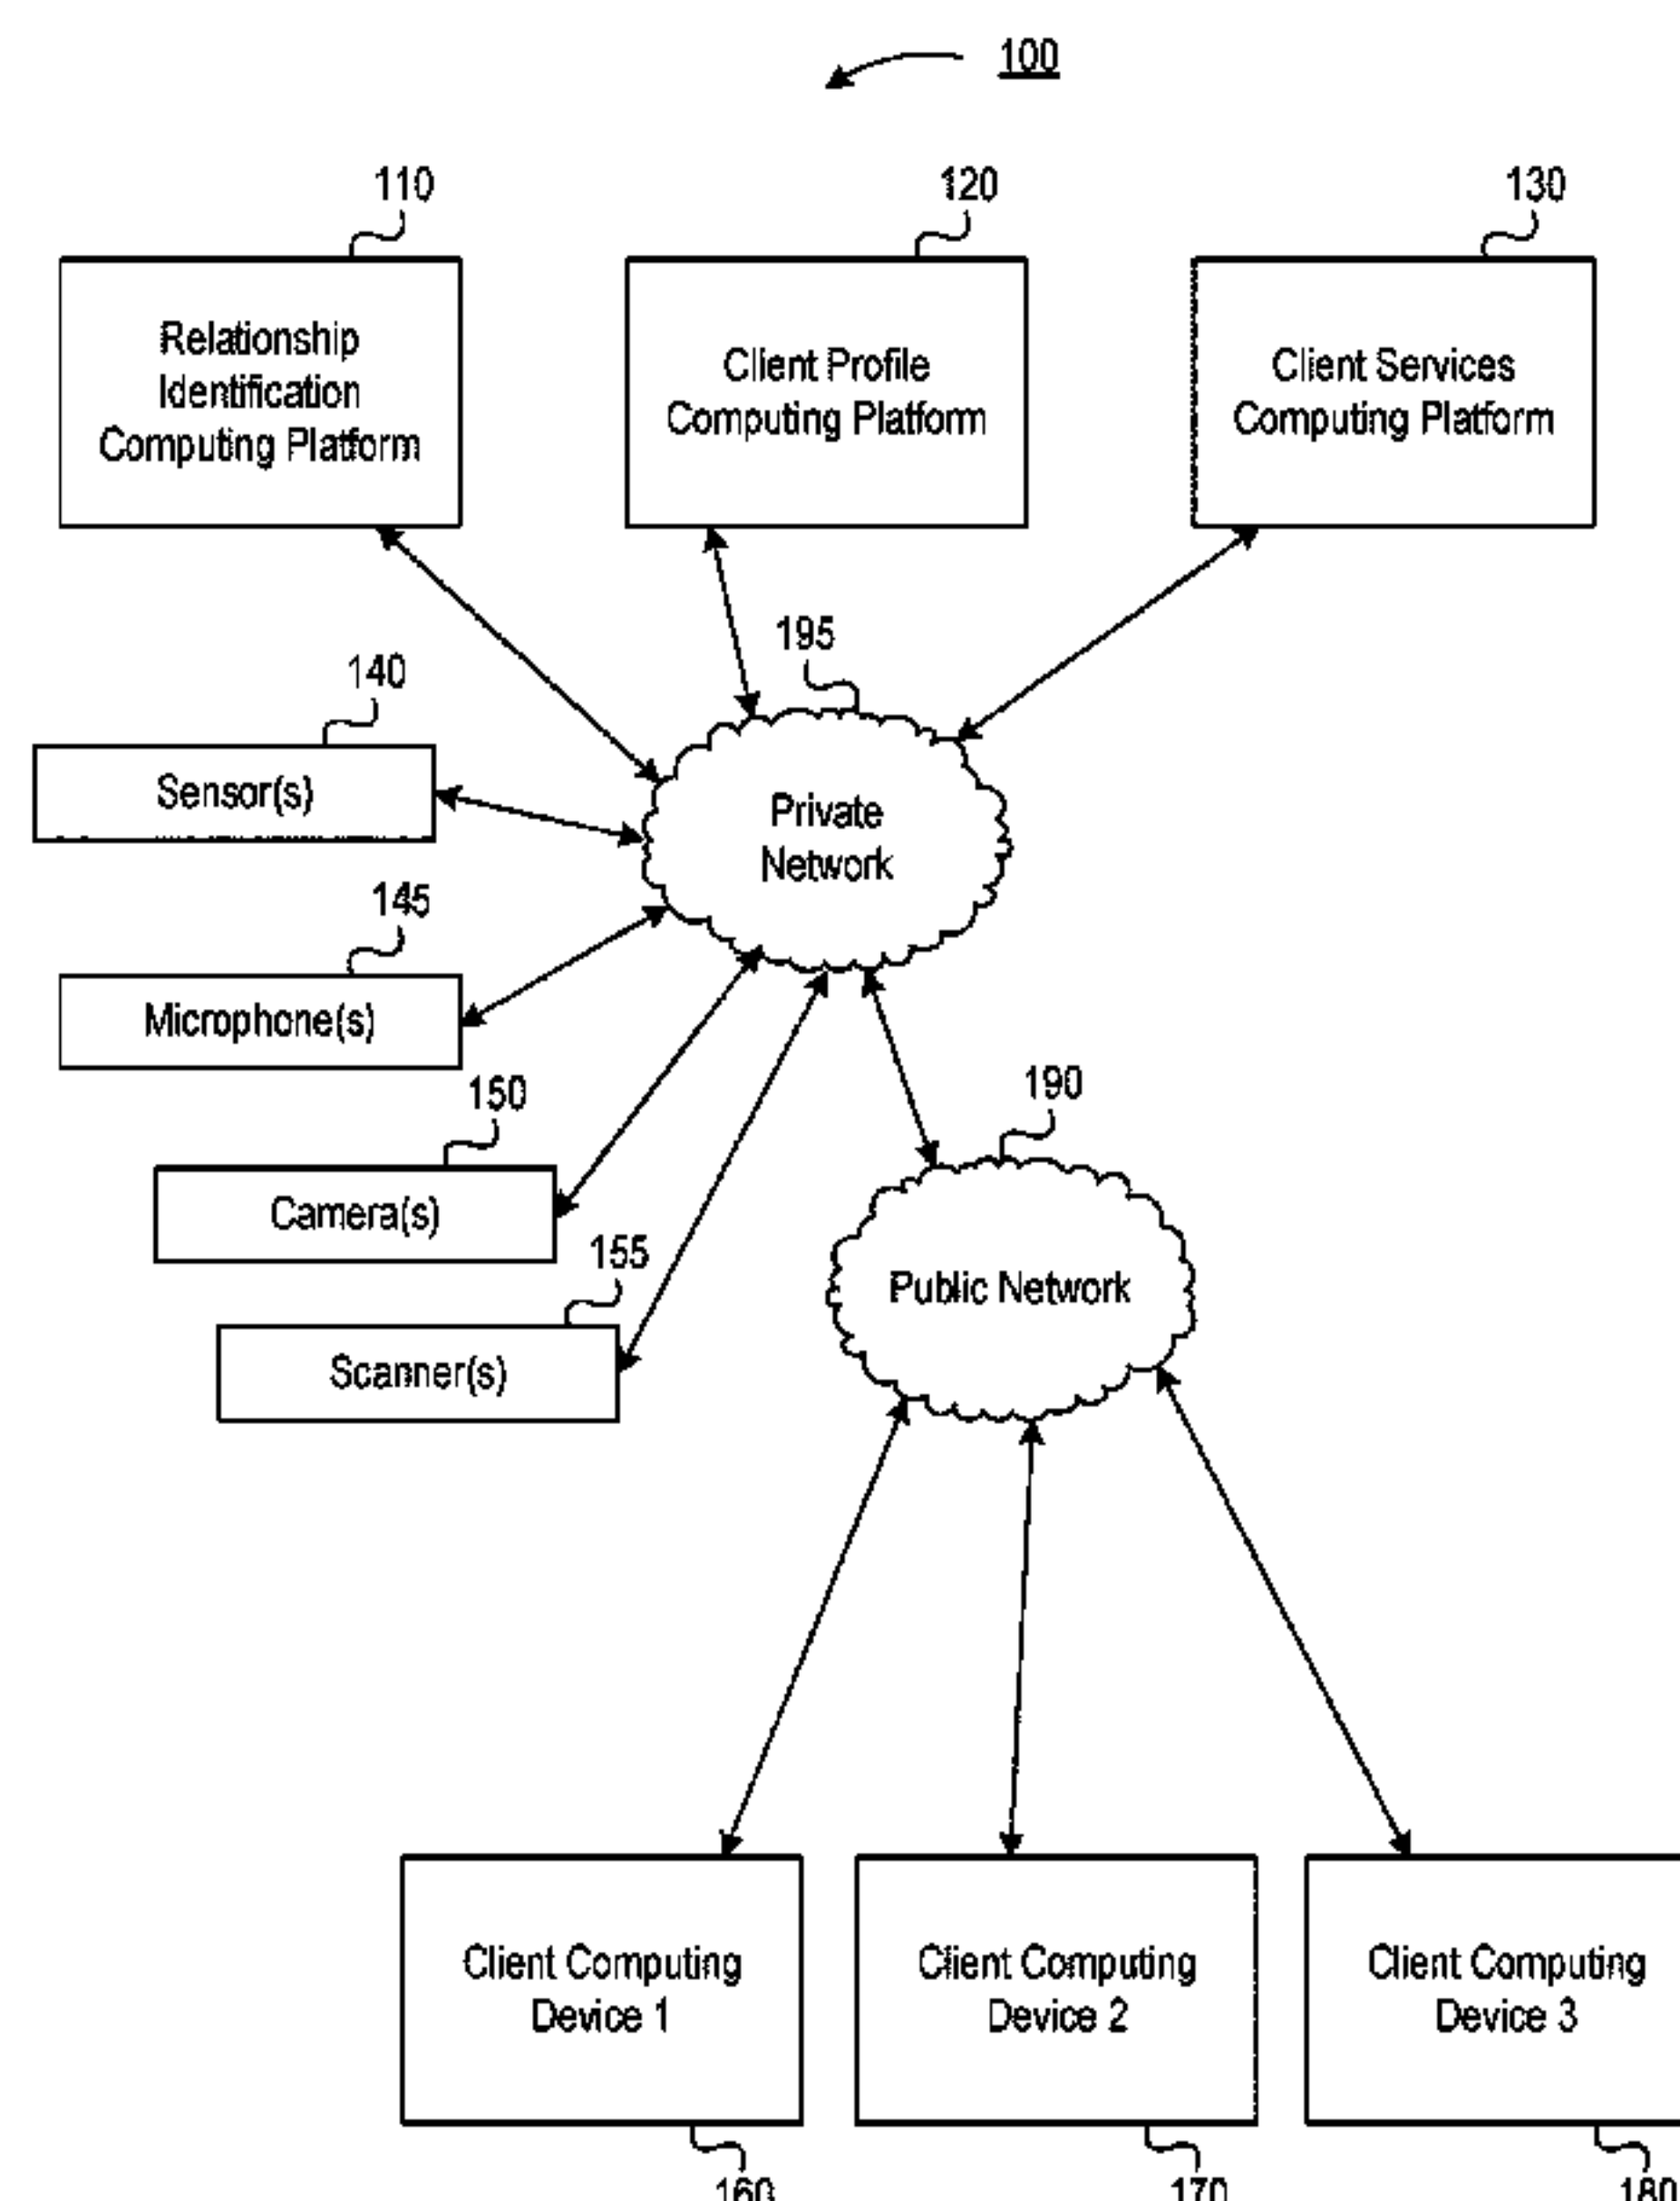 100
110
120
130
Relationship
Identification
Computing Platform
Client Profile
Computing Platform
Client Services
Computing Platform
195
140
Sensor(s)
Private
Network
145
Microphone(s)
150
190
Camera(s)
155
Public Network
Scanner(s)
Client Computing
Device 1
Client Computing
Device 2
Client Computing
Device 3
160
170
180